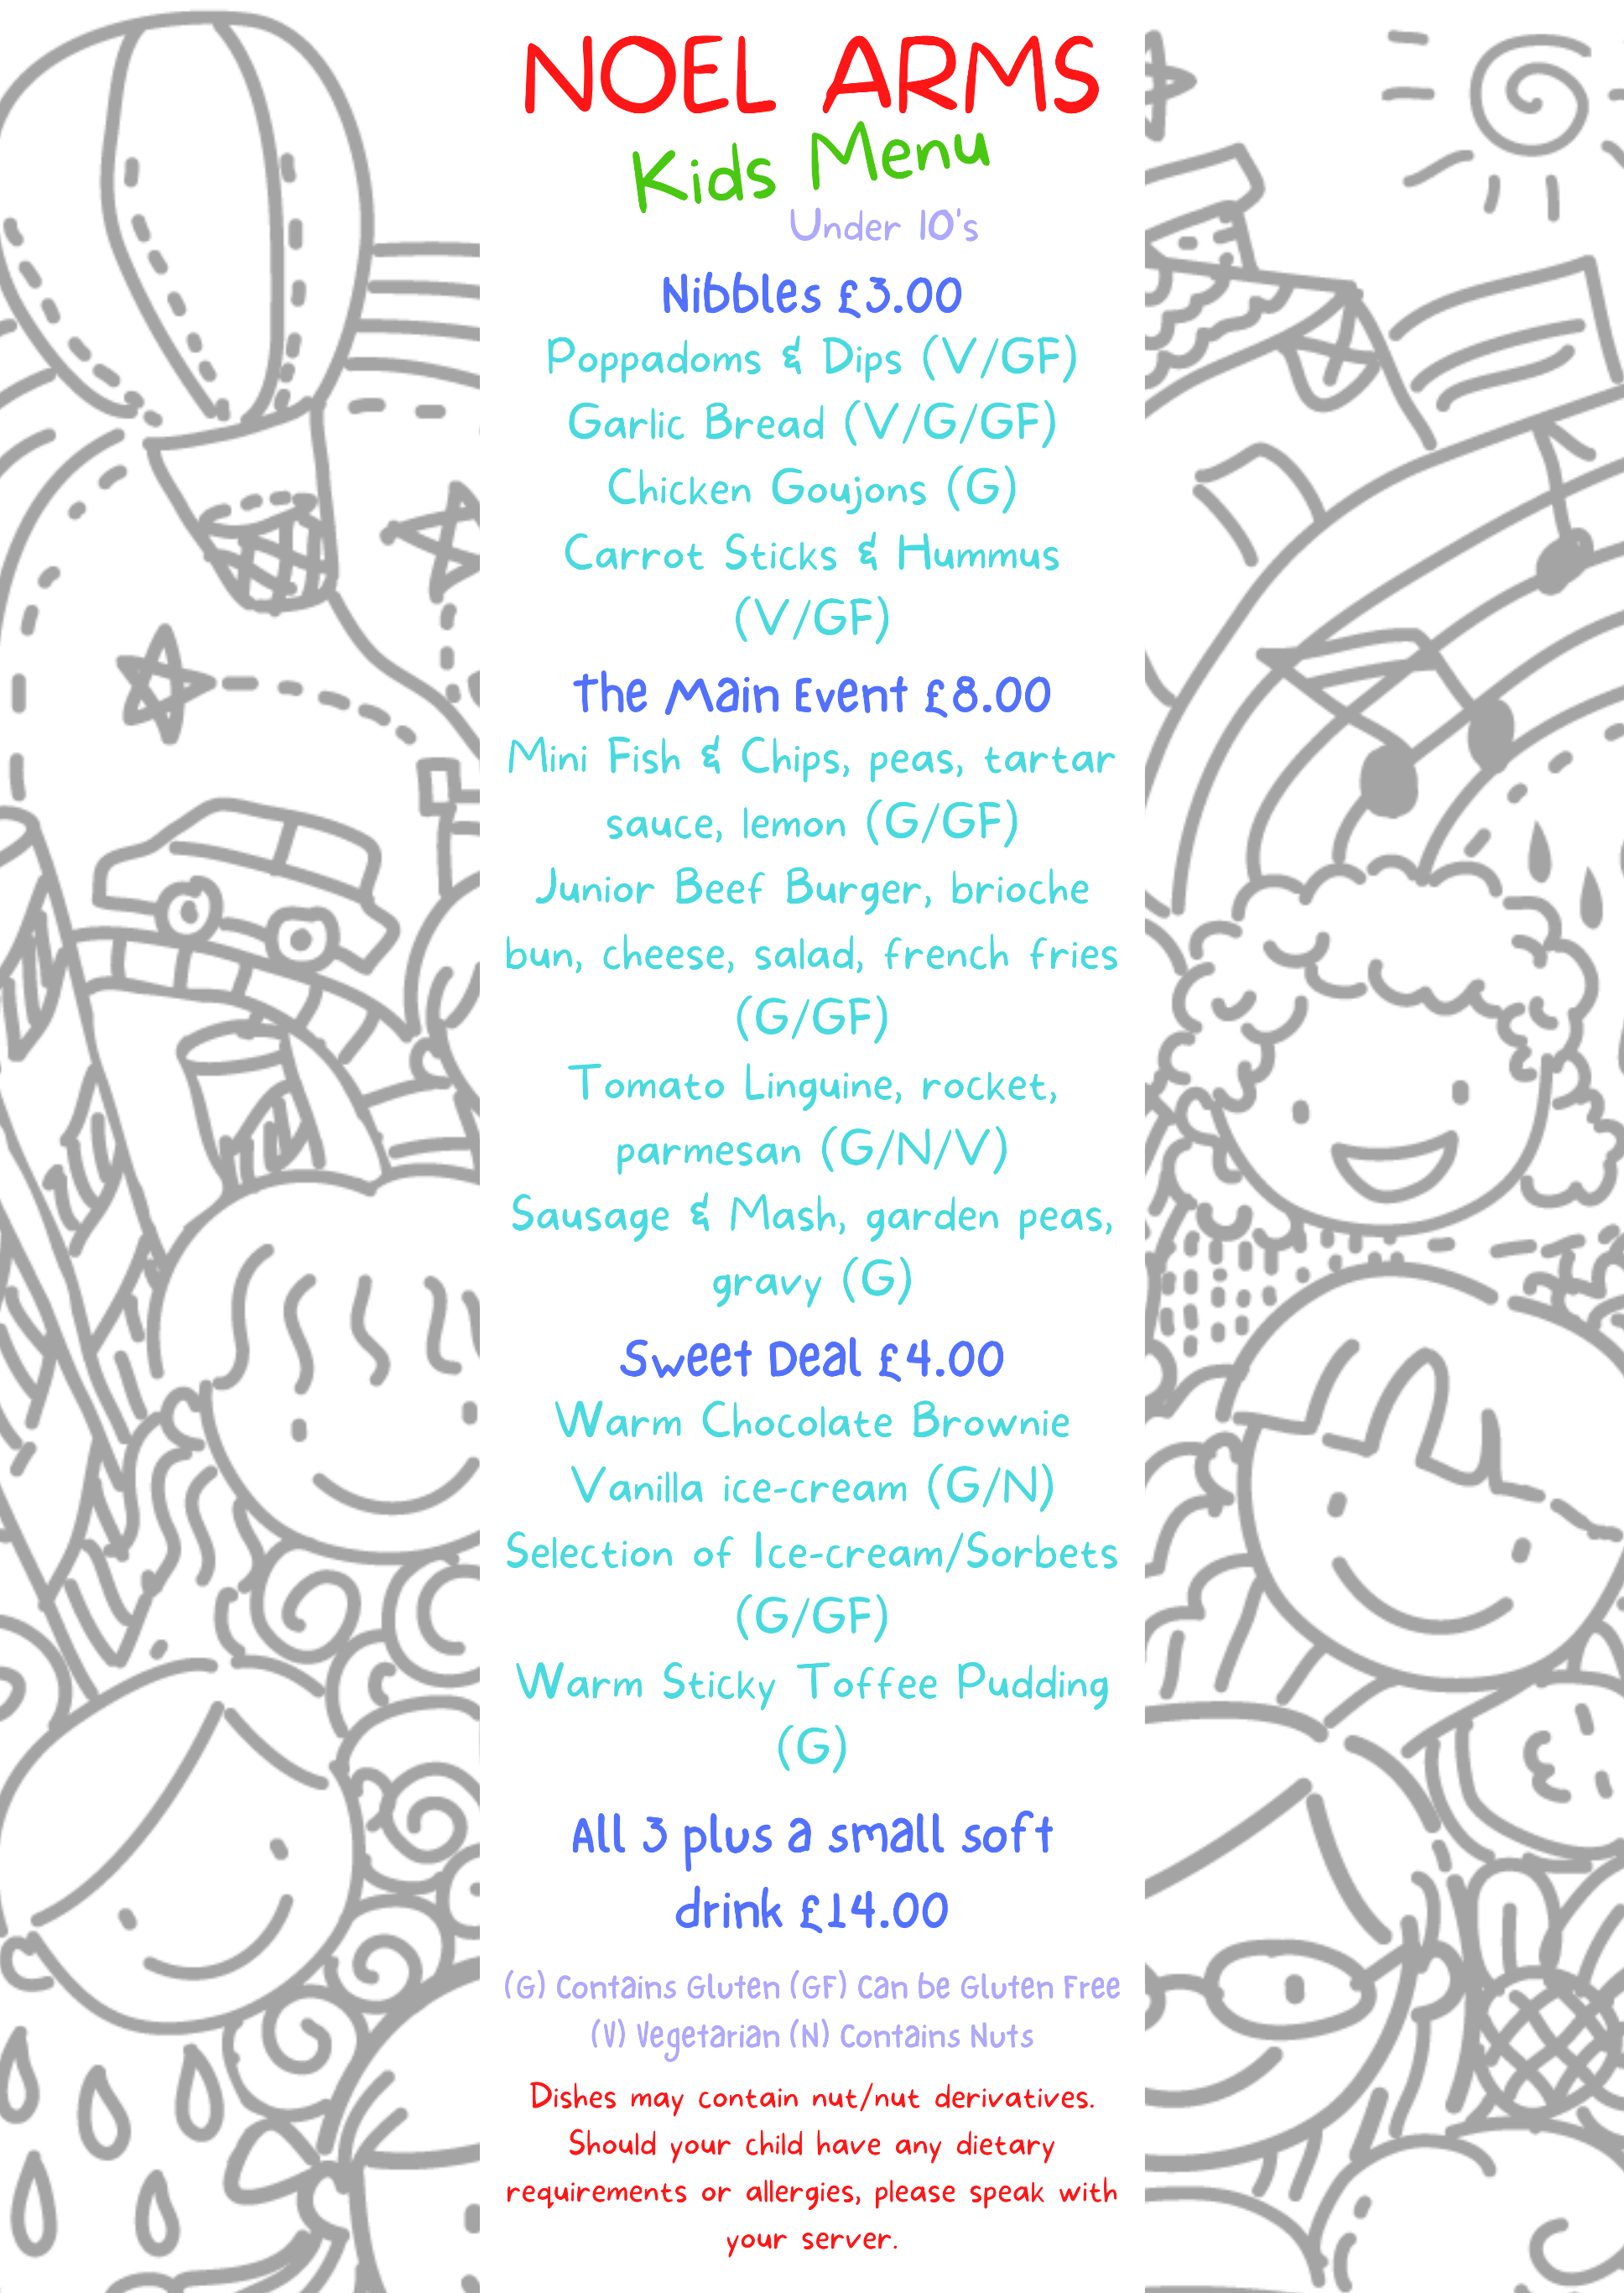 NOEL ARMS
Kids Menu
Under 10's
Nibbles £3.00
Poppadoms & Dips (V/GF)
Garlic Bread (V/G/GF)
Chicken Goujons (G)
Carrot Sticks & Hummus
(V/GF)
the Main Event £8.00
Mini Fish & Chips, peas, tartar
sauce, lemon (G/GF)
Junior Beef Burger, brioche
bun, cheese, salad, french fries
(G/GF)
Tomato Linguine, rocket,
parmesan (G/N/V)
Sausage & Mash, garden peas,
gravy (G)
Sweet Deal £4.00
Warm Chocolate Brownie
Vanilla ice-cream (G/N)
Selection of Ice-cream/Sorbets
(G/GF)
Warm Sticky Toffee Pudding
(G)
All 3 plus a small soft
drink £14.00
(G) Contains Gluten (GF) Can be Gluten Free
(V) Vegetarian (N) Contains Nuts
Dishes may contain nut/nut derivatives.
Should your child have any dietary
requirements or allergies, please speak with
your server.